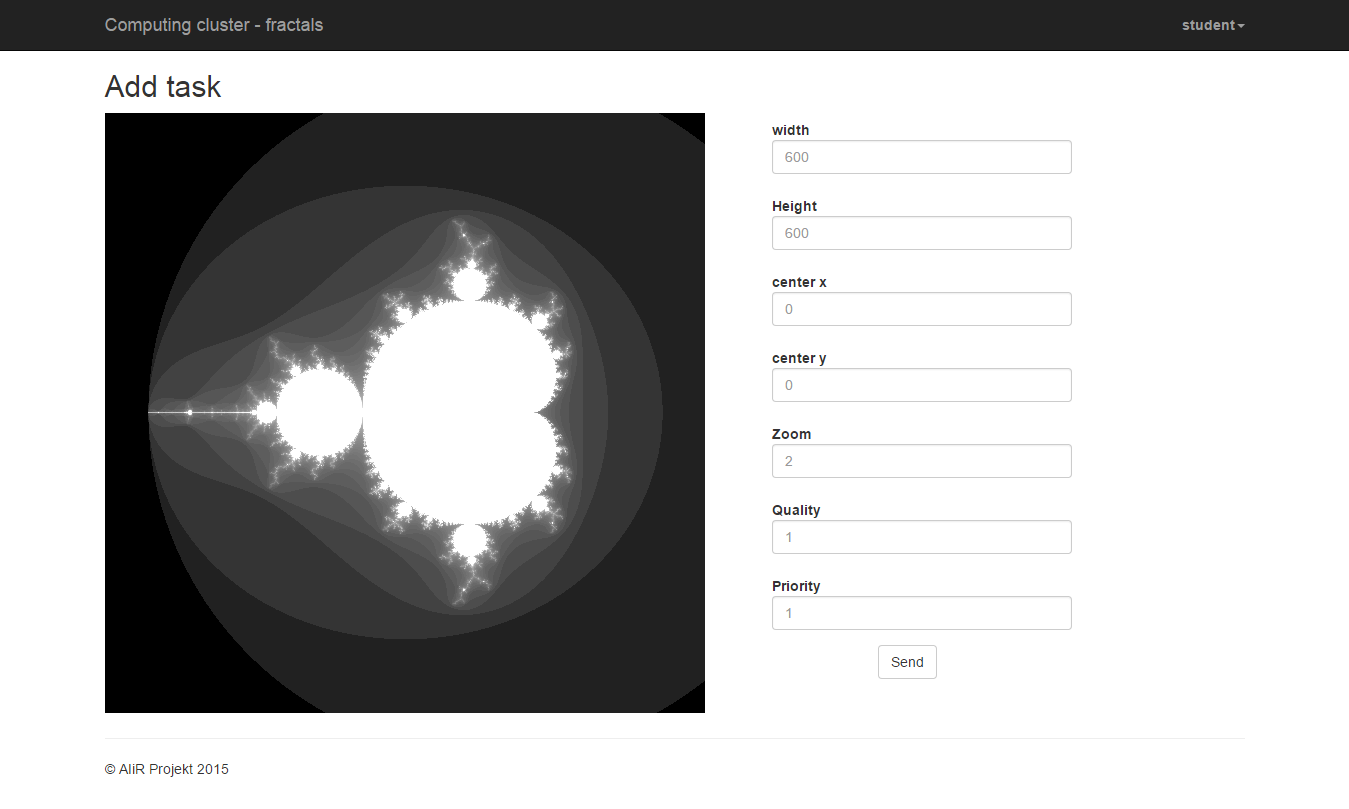 Computing cluster - fractals
student
Add task
width
600
Height
600
center x
0
center y
0
Zoom
2
Quality
1
Priority
1
Send
© AIiR Projekt 2015